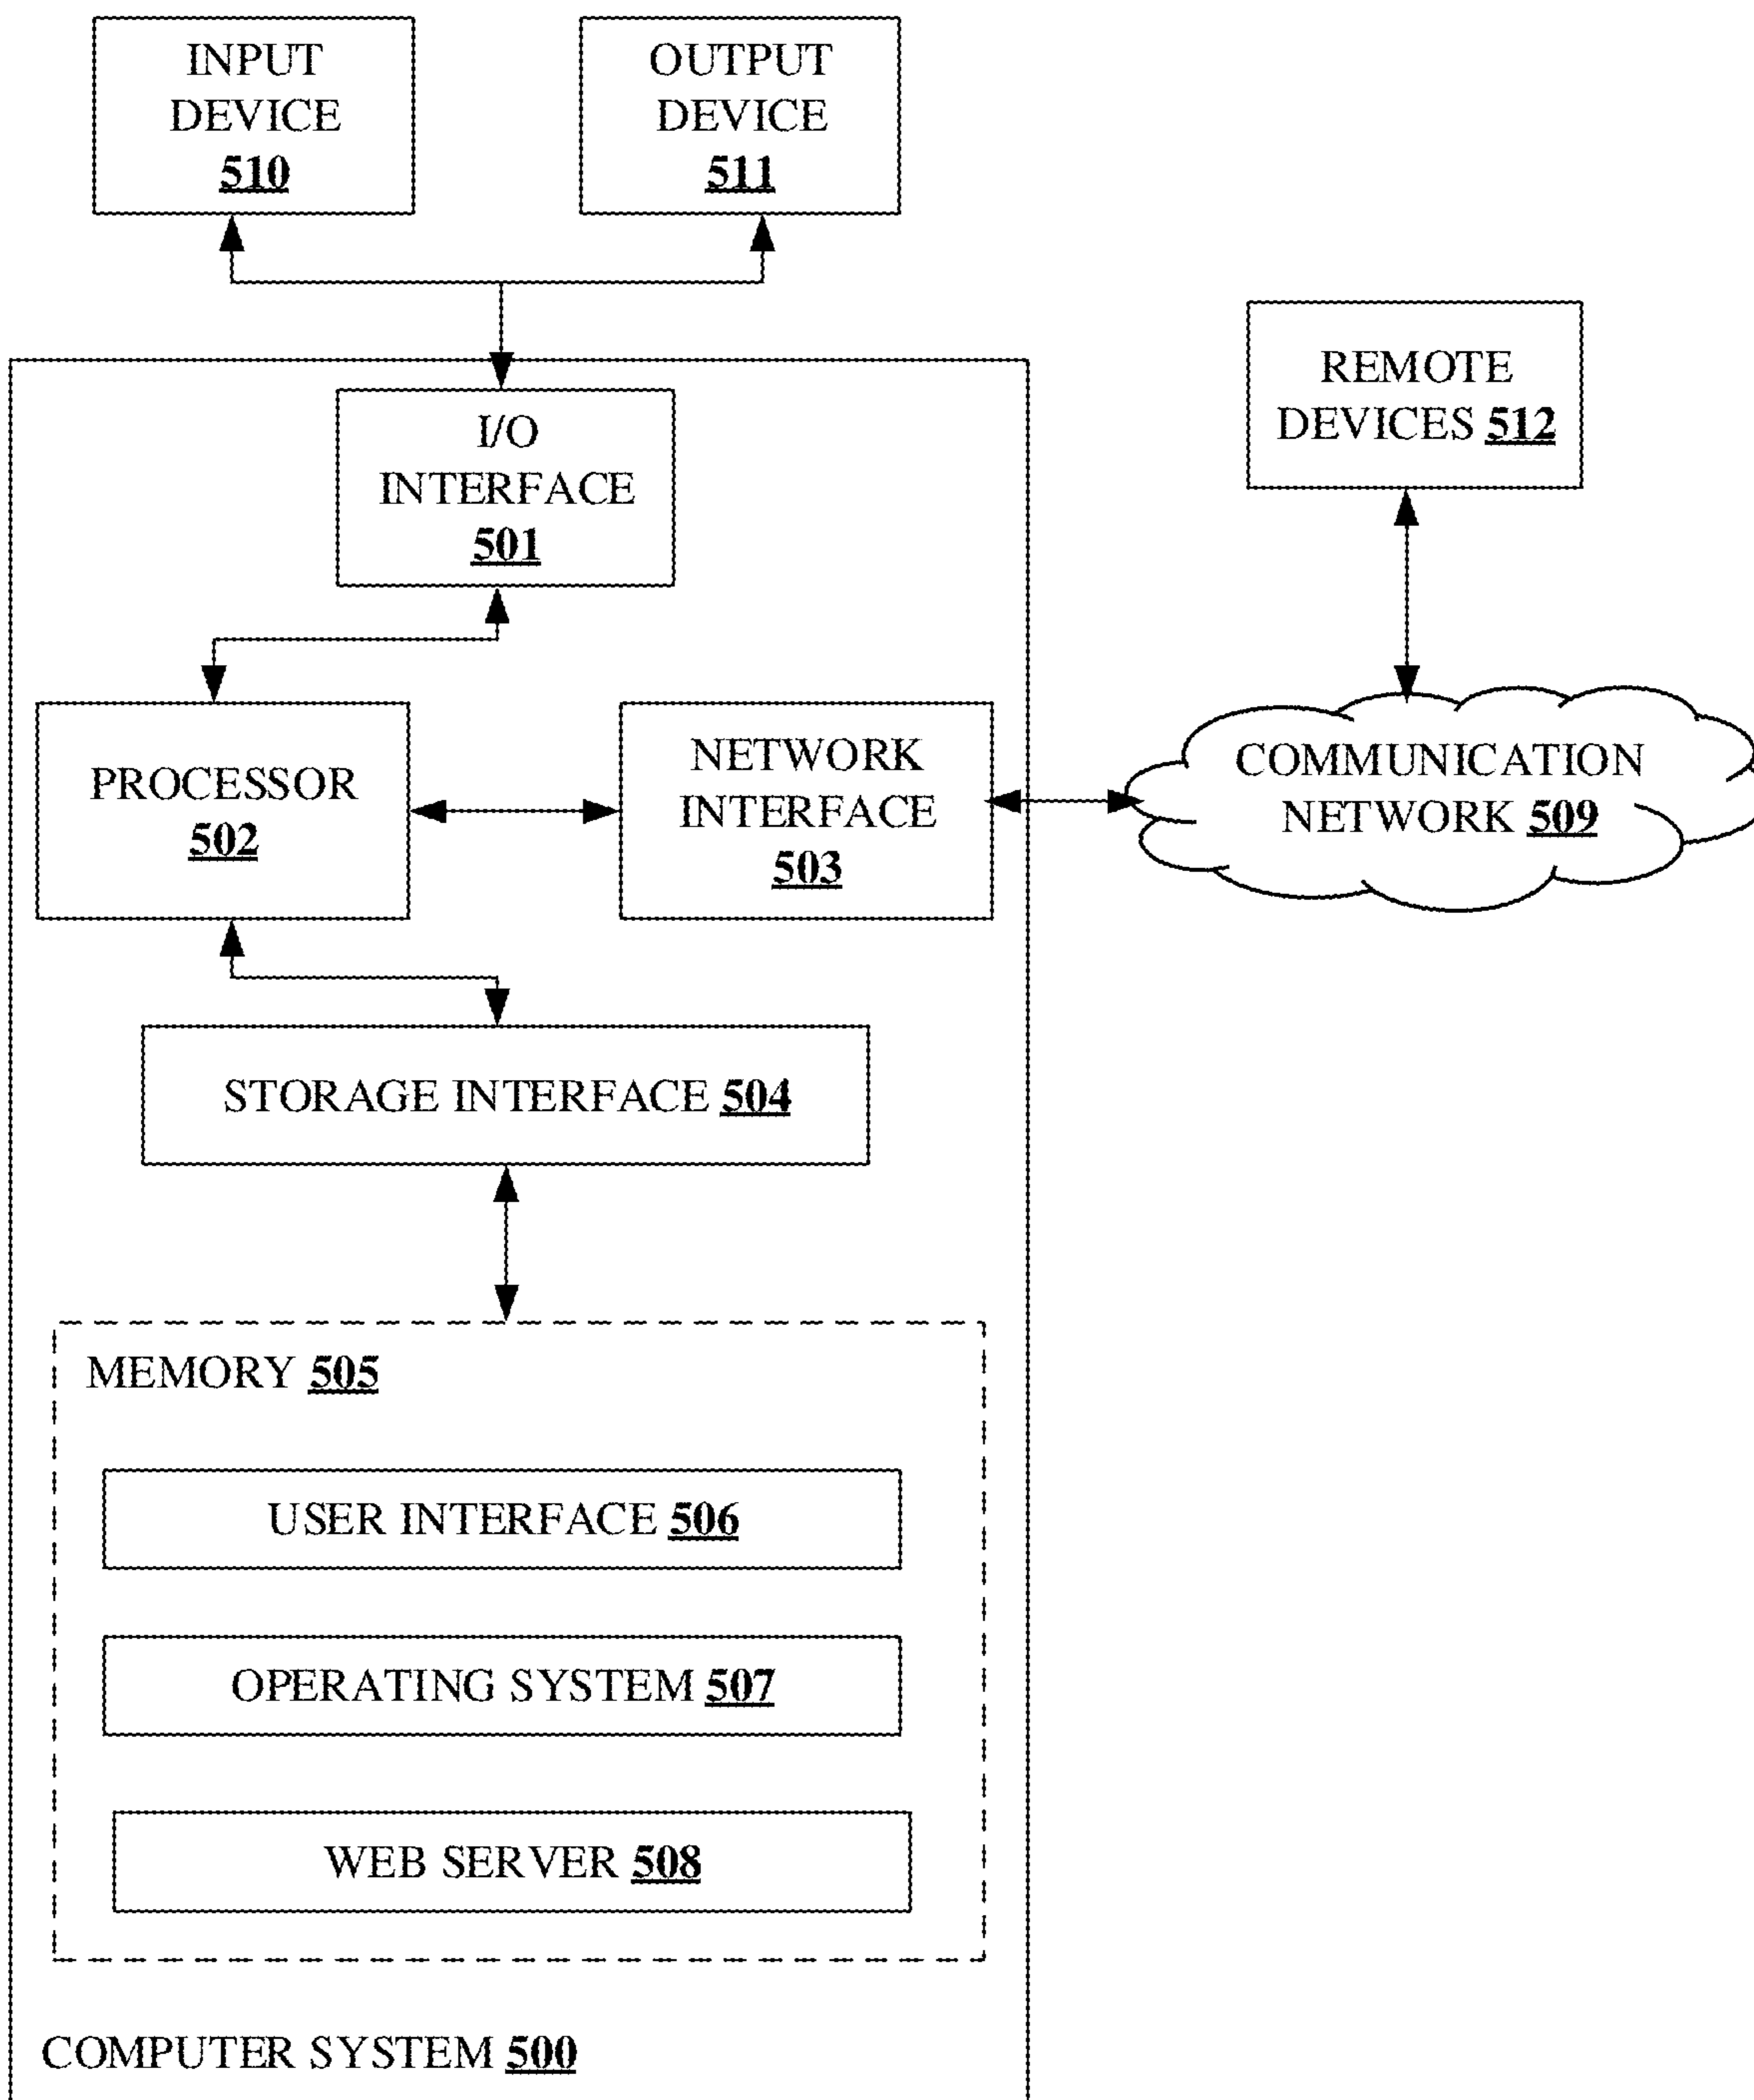 INPUT
DEVICE
510
OUTPUT
DEVICE
511
I/O
INTERFACE
501
REMOTE
DEVICES 512
PROCESSOR
502
NETWORK
INTERFACE
503
COMMUNICATION
NETWORK 509
STORAGE INTERFACE 504
MEMORY 505
USER INTERFACE 506
OPERATING SYSTEM 507
WEB SERVER 508
COMPUTER SYSTEM 500